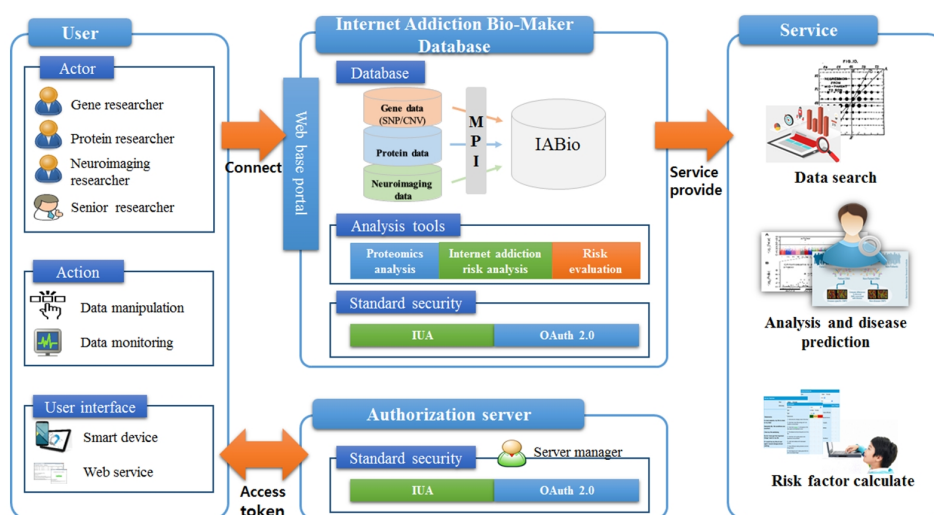 User
Actor
Gene researcher
Protein researcher
Neuroimaging
researcher
Senior researcher
Action
Data manipulation
Data monitoring
User interface
Smart device
Web service
Connect
Access
token
Internet Addiction Bio-Maker
Database
Web base portal
Database
Gene data
(SNP/CNV)
Protein data
Neuroimaging
data
M
P
I
IABio
Analysis tools
Proteomics
analysis
Internet addiction
risk analysis
Risk
evaluation
Standard security
IUA
OAuth 2.0
Authorization server
Standard security
Server manager
IUA
OAuth 2.0
Service
provide
Service
Data search
Analysis and disease
prediction
Risk factor calculate